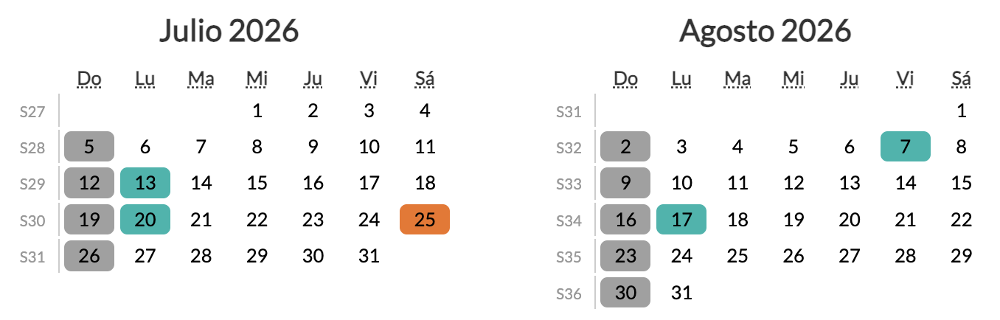 Julio 2026
Do Lu Ma Mi Ju Vi Sá
S27 1 2 3 4
S28 5 6 7 8 9 10 11
S29 12 13 14 15 16 17 18
S30 19 20 21 22 23 24 25
S31 26 27 28 29 30 31
Agosto 2026
Do Lu Ma Mi Ju Vi Sá
S31 1
S32 2 3 4 5 6 7 8
S33 9 10 11 12 13 14 15
S34 16 17 18 19 20 21 22
S35 23 24 25 26 27 28 29
S36 30 31